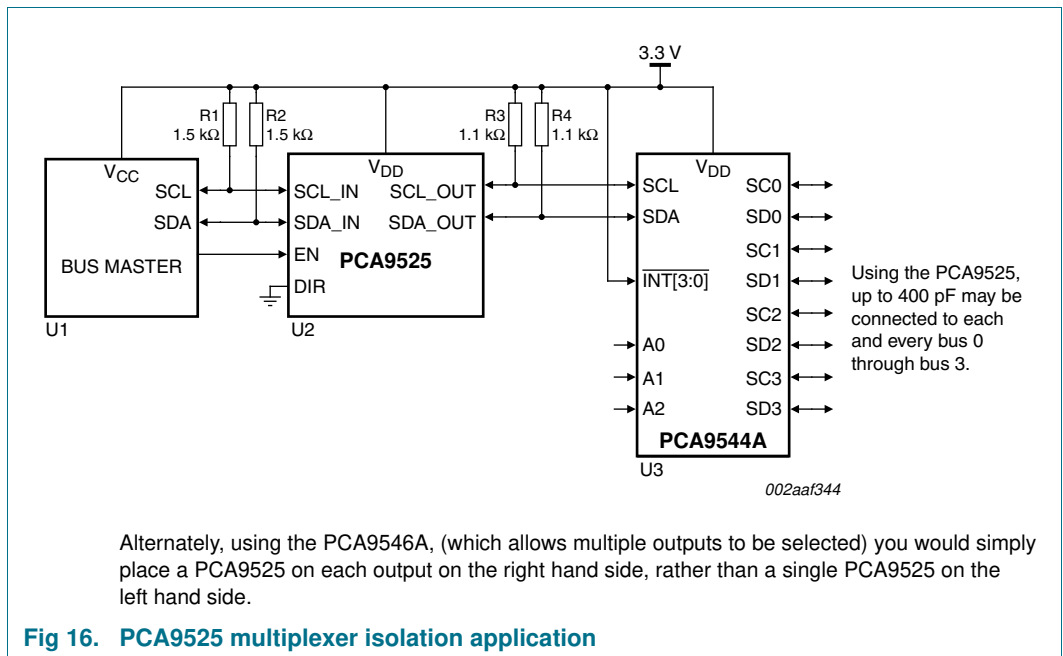 3.3 V
R1
1.5 kΩ
R2
1.5 kΩ
R3
1.1 kΩ
R4
1.1 kΩ
VCC
SCL
SDA
BUS MASTER
U1
VDD
SCL_IN
SCL_OUT
SDA_IN
SDA_OUT
EN
PCA9525
DIR
U2
VDD
SCL
SC0
SDA
SD0
SC1
INT[3:0]
SD1
SC2
A0
SD2
A1
SC3
A2
SD3
PCA9544A
U3
Using the PCA9525,
up to 400 pF may be
connected to each
and every bus 0
through bus 3.
002aaf344
Alternately, using the PCA9546A, (which allows multiple outputs to be selected) you would simply
place a PCA9525 on each output on the right hand side, rather than a single PCA9525 on the
left hand side.
Fig 16. PCA9525 multiplexer isolation application